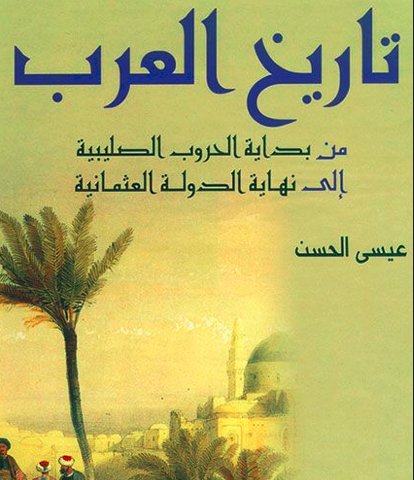 تاريخ العرب
من بداية الحروب الصليبية
إلى نهاية الدولة العثمانية
عيسى الحسن